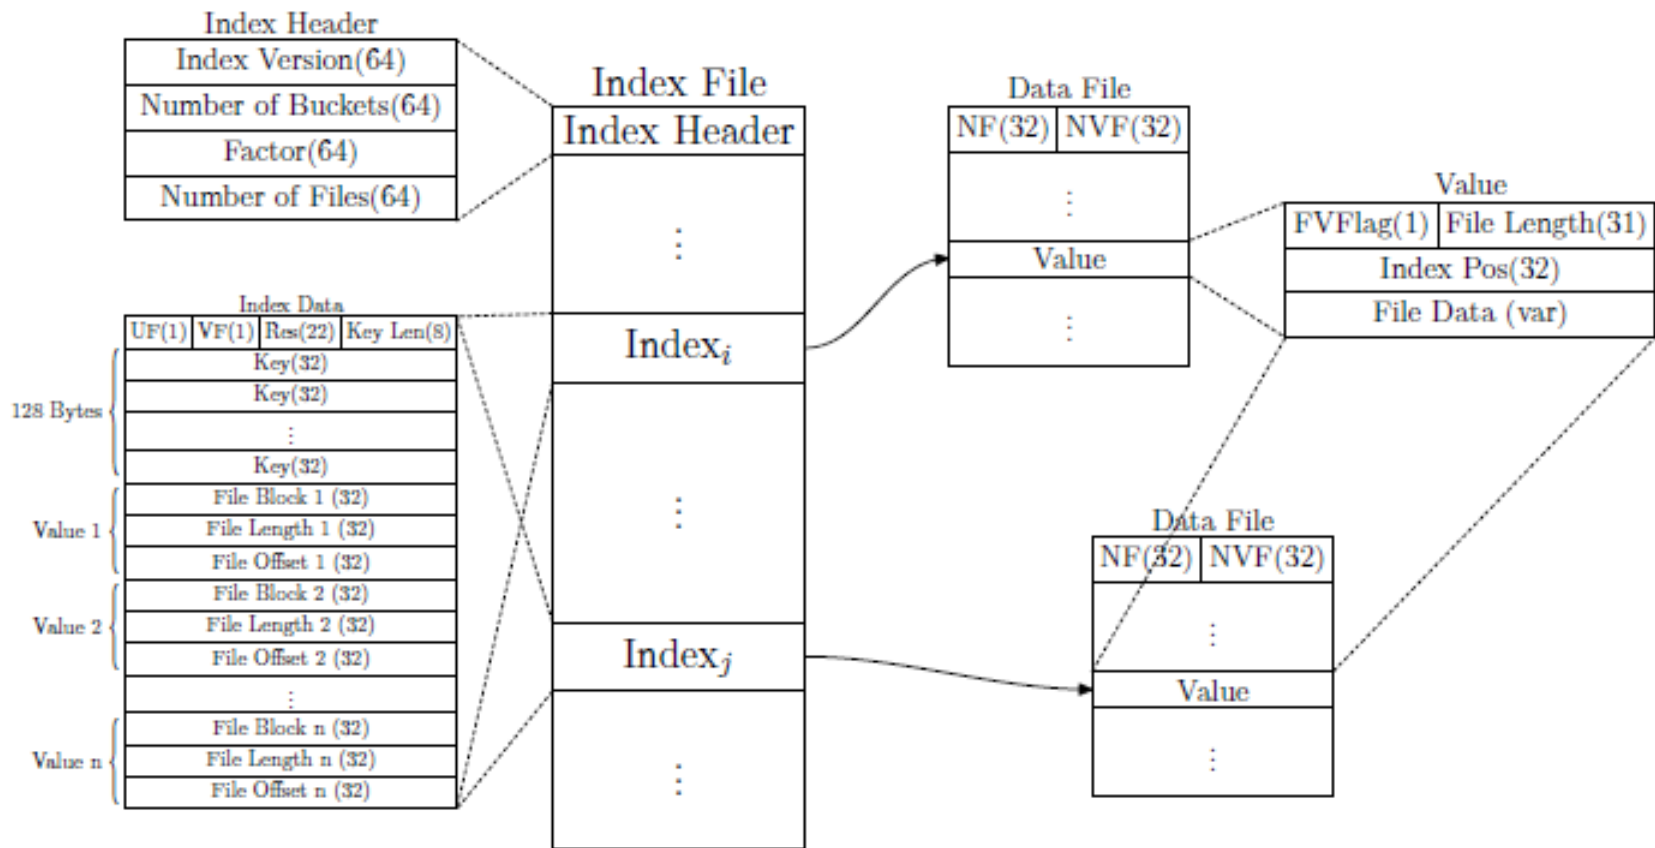 Index Header
Index Version(64)
Number of Buckets(64)
Factor(64)
Number of Files(64)
Index Data
UF(1) VF(1) Res(22) Key Len(8)
128 Bytes
Key(32)
Key(32)
⋮
Key(32)
Value 1
File Block 1 (32)
File Length 1 (32)
File Offset 1 (32)
Value 2
File Block 2 (32)
File Length 2 (32)
File Offset 2 (32)
⋮
Value n
File Block n (32)
File Length n (32)
File Offset n (32)
Index File
Index Header
⋮
Indexᵢ
⋮
Indexⱼ
⋮
Data File
NF(32) NVF(32)
⋮
Value
⋮
Value
FVFlag(1) File Length(31)
Index Pos(32)
File Data (var)
Data File
NF(32) NVF(32)
⋮
Value
⋮